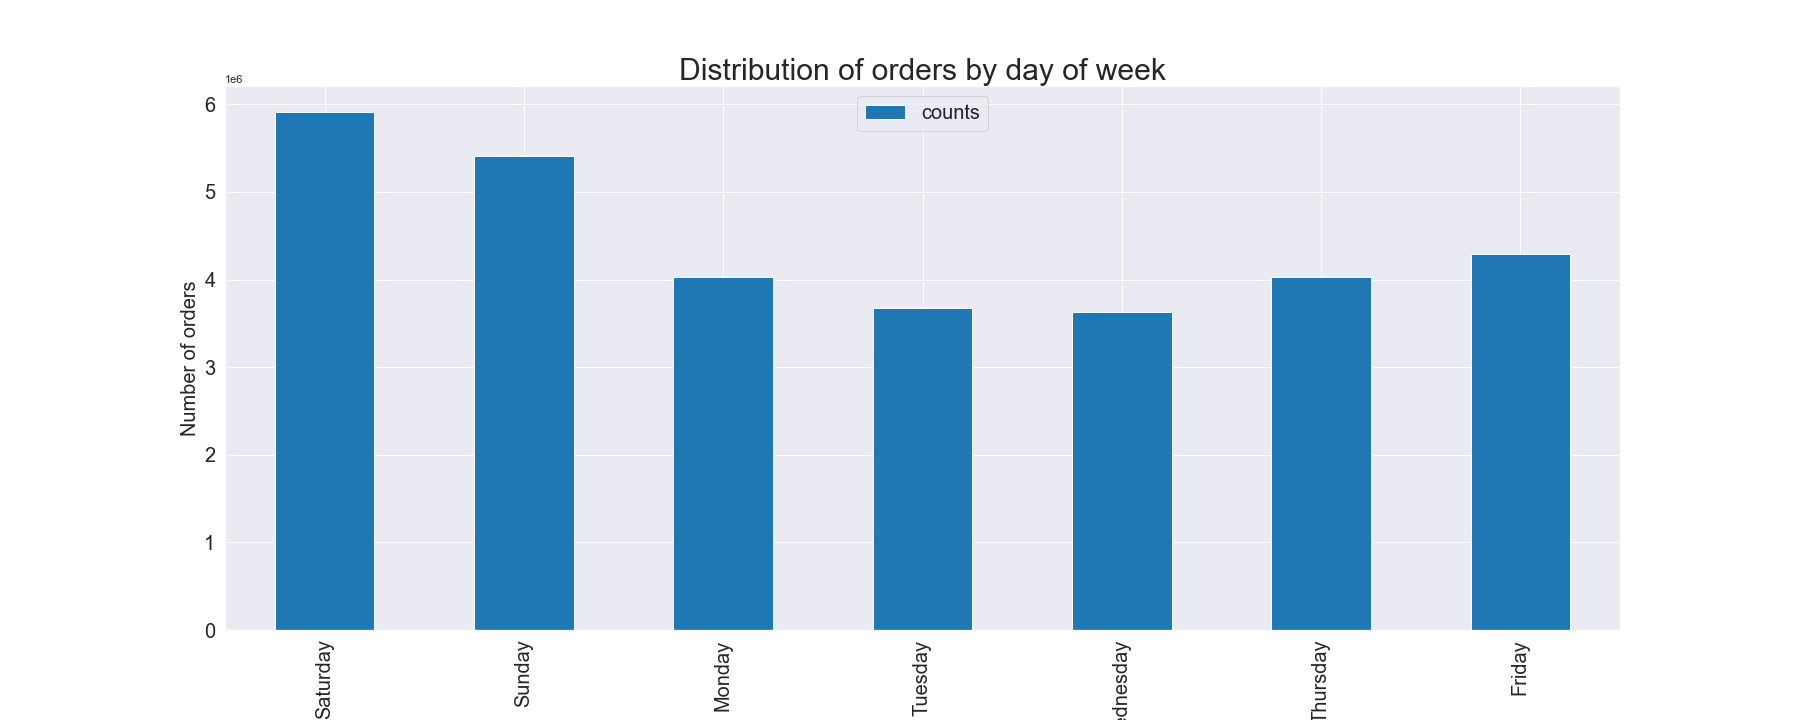 Distribution of orders by day of week
1e6
counts
6
5
4
3
2
1
0
Number of orders
Saturday
Sunday
Monday
Tuesday
ednesday
Thursday
Friday